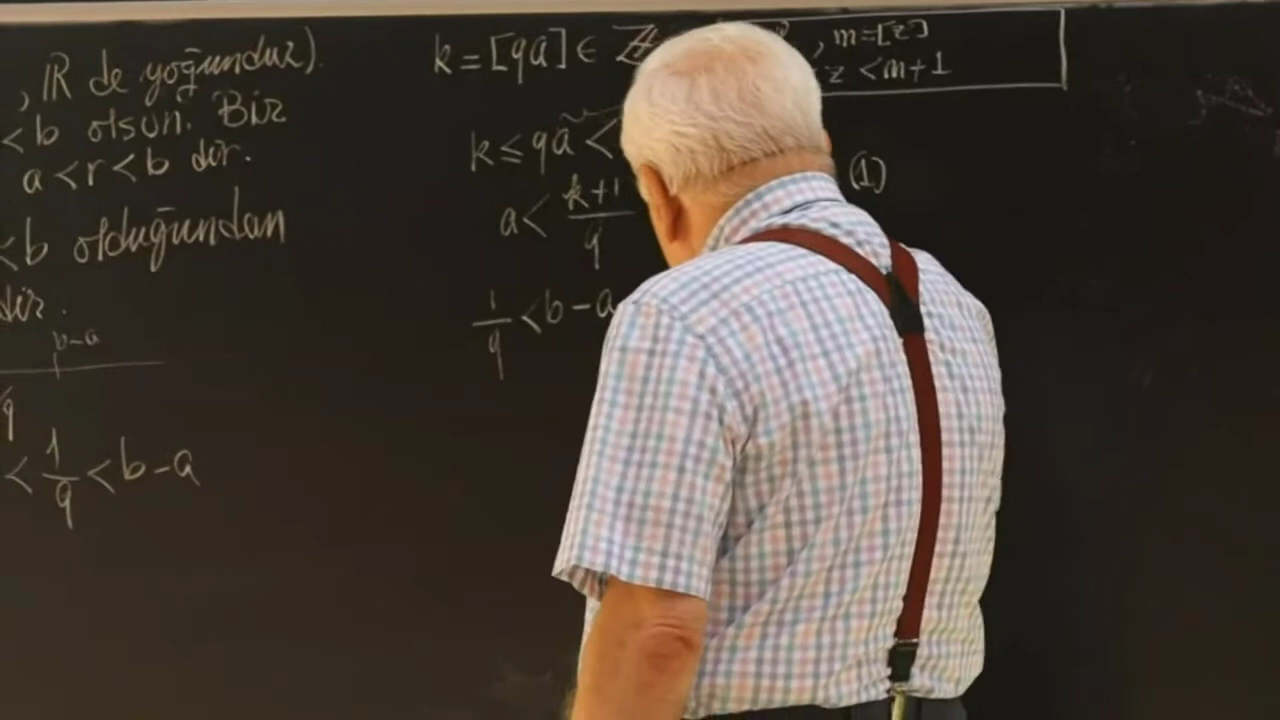 , IR de yoğundur).
<b olsun. Bir
a<r<b dir.
<b olduğundan
dir.
b-a
q
< 1/q < b-a
k=[qa]∈ Z
, m=[z]
z <m+1
k≤qa<
(1)
a< k+1/q
1/q <b-a